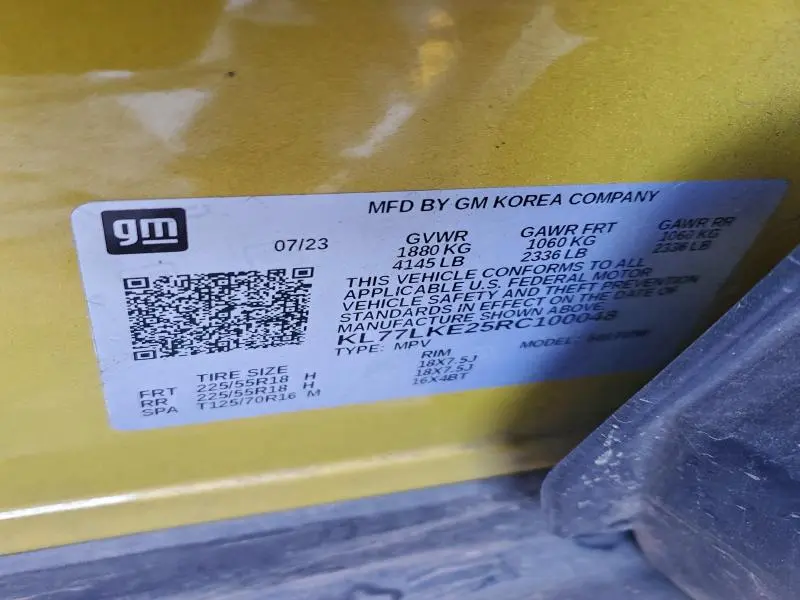 gm
MFD BY GM KOREA COMPANY
07/23
GVWR GAWR FRT GAWR RR
1880 KG 1060 KG 1060 KG
4145 LB 2336 LB 2336 LB
THIS VEHICLE CONFORMS TO ALL
APPLICABLE U.S. FEDERAL MOTOR
VEHICLE SAFETY AND THEFT PREVENTION
STANDARDS IN EFFECT ON THE DATE OF
MANUFACTURE SHOWN ABOVE
KL77LKE25RC100048
TYPE: MPV MODEL:
TIRE SIZE RIM
FRT 225/55R18 H 18X7.5J
RR 225/55R18 H 18X7.5J
SPA T125/70R16 M 16X4BT